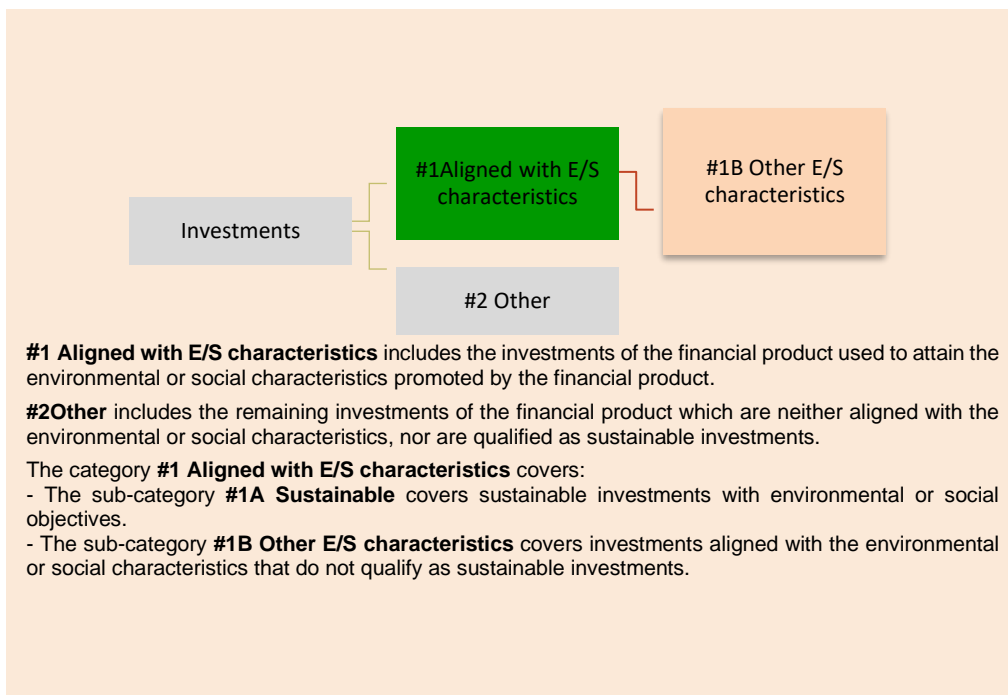 #1Aligned with E/S
characteristics
#1B Other E/S
characteristics
Investments
#2 Other
#1 Aligned with E/S characteristics includes the investments of the financial product used to attain the
environmental or social characteristics promoted by the financial product.
#2Other includes the remaining investments of the financial product which are neither aligned with the
environmental or social characteristics, nor are qualified as sustainable investments.
The category #1 Aligned with E/S characteristics covers:
- The sub-category #1A Sustainable covers sustainable investments with environmental or social
objectives.
- The sub-category #1B Other E/S characteristics covers investments aligned with the environmental
or social characteristics that do not qualify as sustainable investments.